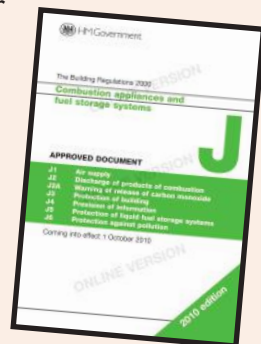 HM Government
The Building Regulations 2000
Combustion appliances and
fuel storage systems
J
APPROVED DOCUMENT
J1 Air supply
J2 Discharge of products of combustion
J2A Warning of release of carbon monoxide
J3 Protection of building
J4 Provision of information
J5 Protection of liquid fuel storage systems
J6 Protection against pollution
Coming into effect 1 October 2010
ONLINE VERSION
2010 edition